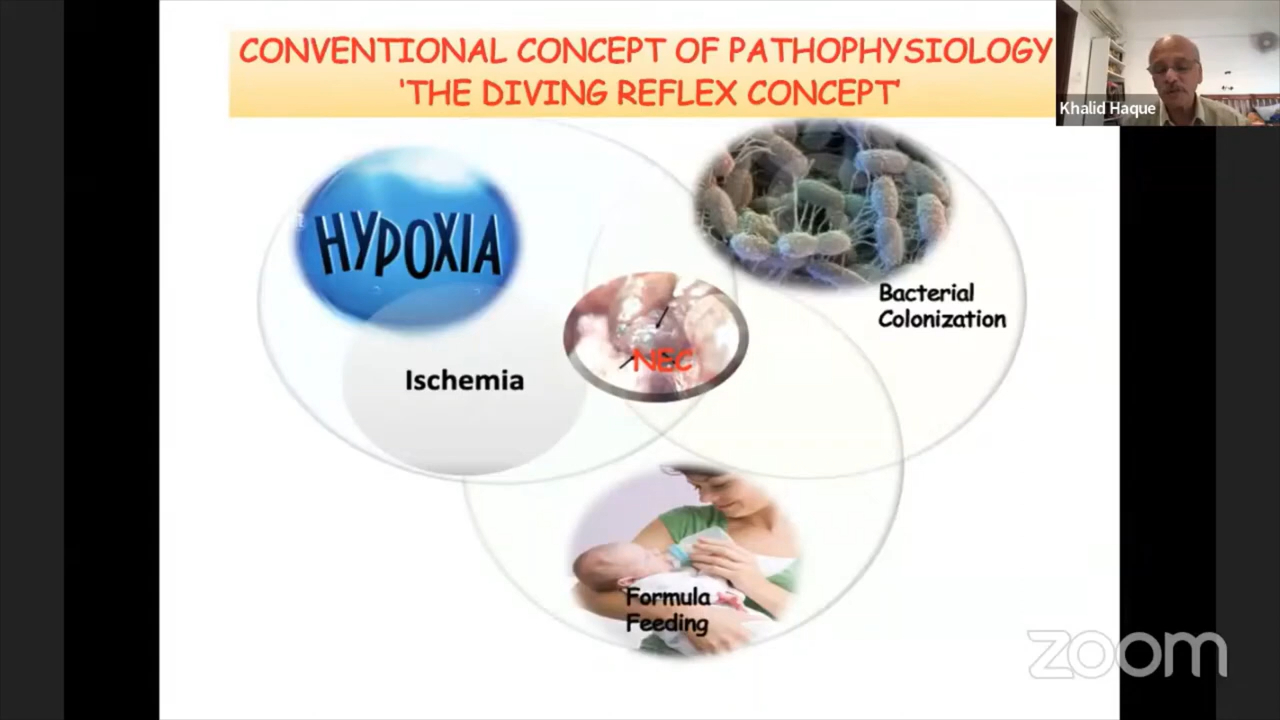 CONVENTIONAL CONCEPT OF PATHOPHYSIOLOGY
'THE DIVING REFLEX CONCEPT'
Khalid Haque
HYPOXIA
Bacterial
Colonization
NEC
Ischemia
Formula
Feeding
zoom